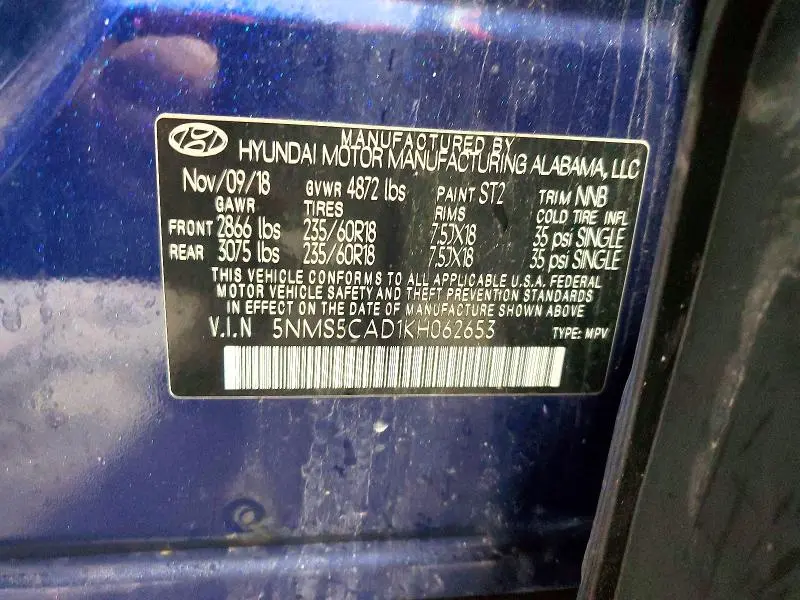 MANUFACTURED BY
HYUNDAI MOTOR MANUFACTURING ALABAMA, LLC
Nov/09/18 GVWR 4872 lbs PAINT ST2 TRIM NNB
GAWR TIRES RIMS COLD TIRE INFL
FRONT 2866 lbs 235/60R18 7.5JX18 35 psi SINGLE
REAR 3075 lbs 235/60R18 7.5JX18 35 psi SINGLE
THIS VEHICLE CONFORMS TO ALL APPLICABLE U.S.A. FEDERAL
MOTOR VEHICLE SAFETY AND THEFT PREVENTION STANDARDS
IN EFFECT ON THE DATE OF MANUFACTURE SHOWN ABOVE
V.I.N 5NMS5CAD1KH062653 TYPE: MPV